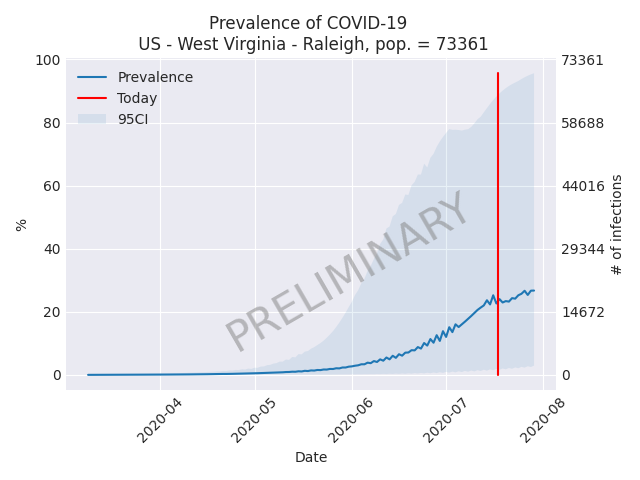 Prevalence of COVID-19
US - West Virginia - Raleigh, pop. = 73361
Prevalence
Today
95CI
PRELIMINARY
100
80
60
40
20
0
%
73361
58688
44016
29344
14672
0
# of infections
2020-04
2020-05
2020-06
2020-07
2020-08
Date